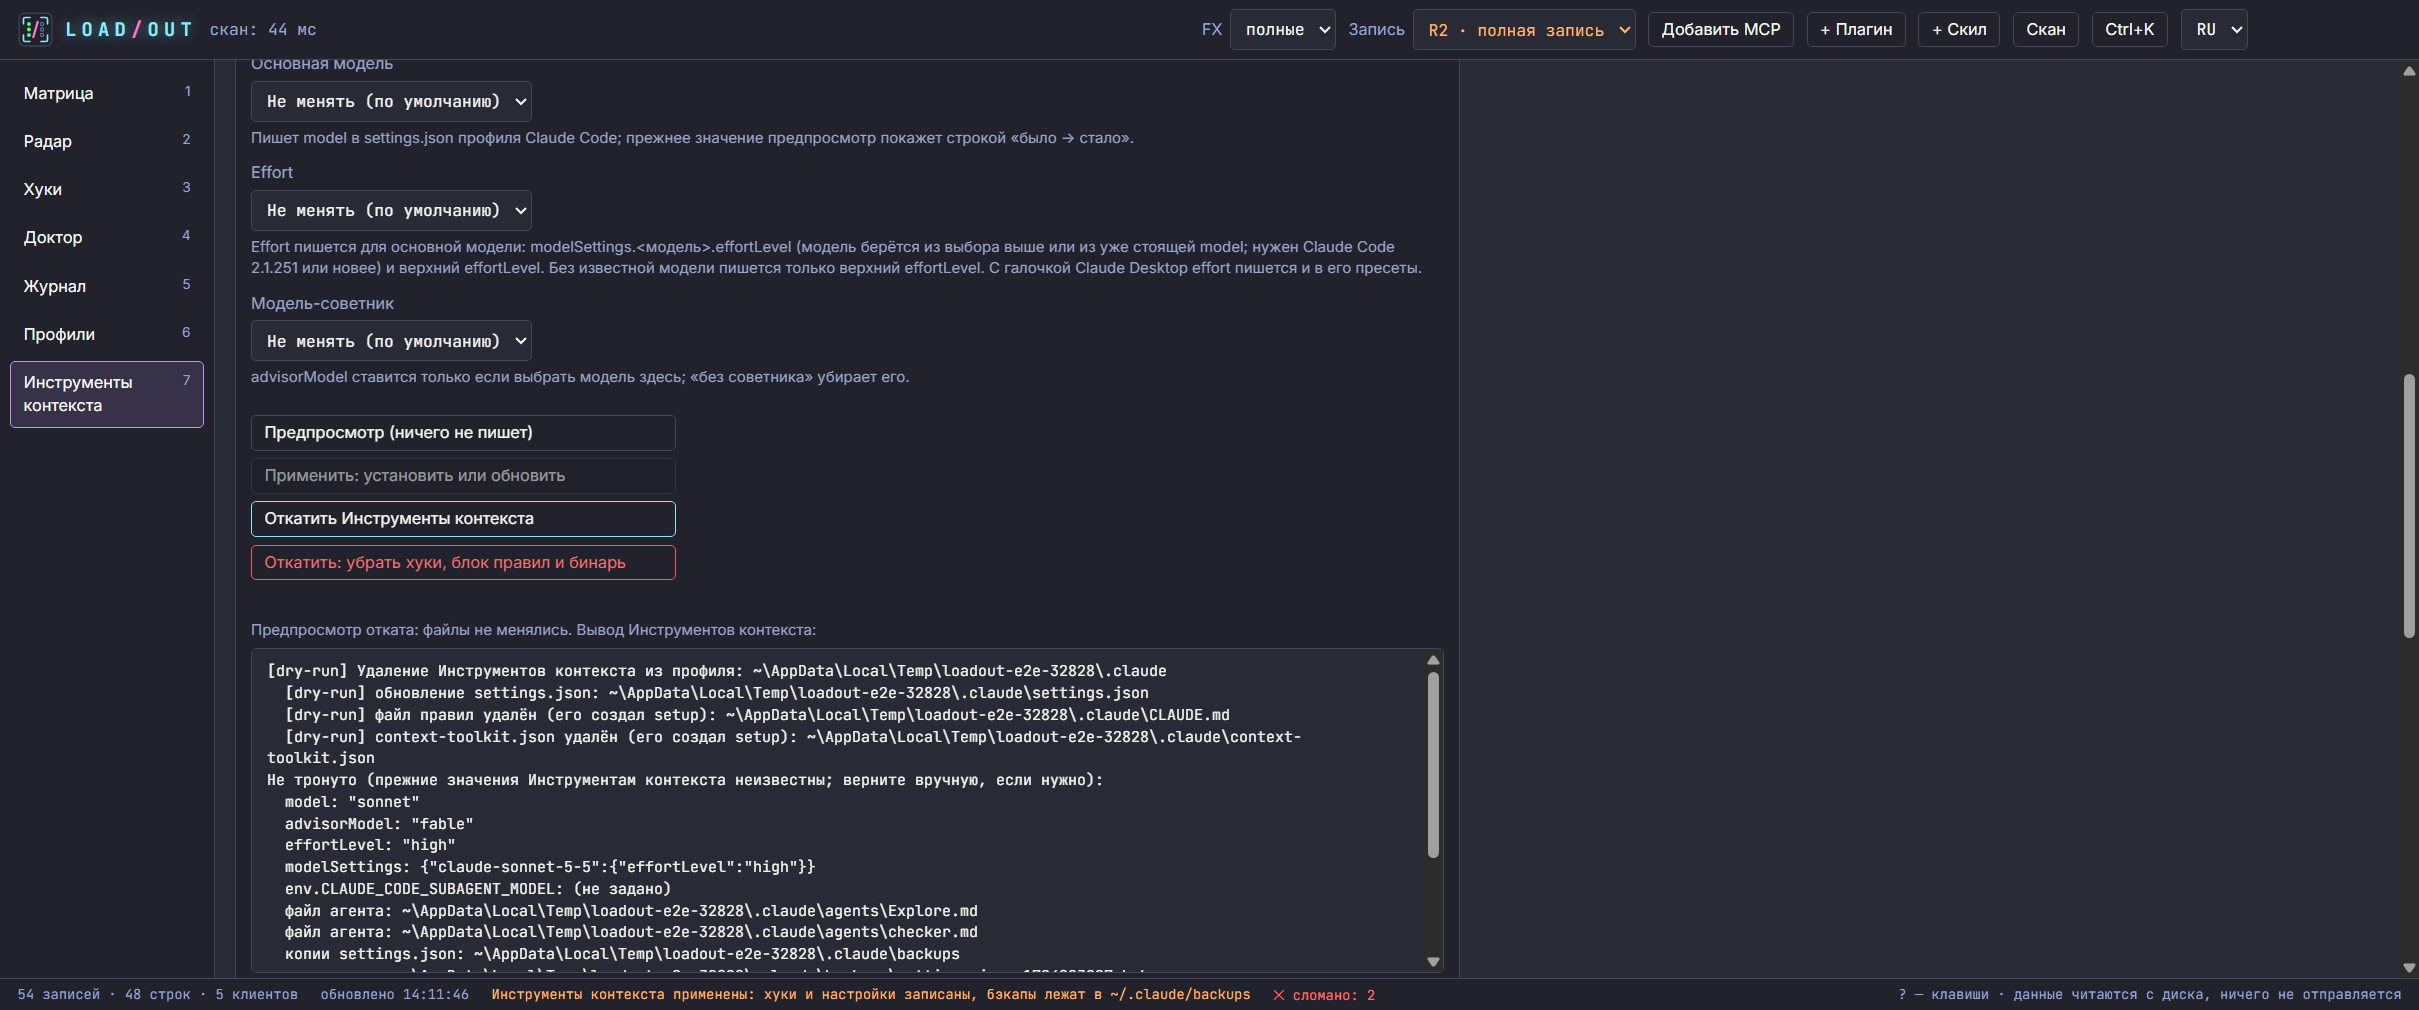 LOAD/OUT скан: 44 мс
FX полные Запись R2 · полная запись Добавить MCP + Плагин + Скил Скан Ctrl+K RU
Матрица 1
Радар 2
Хуки 3
Доктор 4
Журнал 5
Профили 6
Инструменты контекста 7
Основная модель
Не менять (по умолчанию)
Пишет model в settings.json профиля Claude Code; прежнее значение предпросмотр покажет строкой «было → стало».
Effort
Не менять (по умолчанию)
Effort пишется для основной модели: modelSettings.<модель>.effortLevel (модель берётся из выбора выше или из уже стоящей model; нужен Claude Code
2.1.251 или новее) и верхний effortLevel. Без известной модели пишется только верхний effortLevel. С галочкой Claude Desktop effort пишется и в его пресеты.
Модель-советник
Не менять (по умолчанию)
advisorModel ставится только если выбрать модель здесь; «без советника» убирает его.
Предпросмотр (ничего не пишет)
Применить: установить или обновить
Откатить Инструменты контекста
Откатить: убрать хуки, блок правил и бинарь
Предпросмотр отката: файлы не менялись. Вывод Инструментов контекста:
[dry-run] Удаление Инструментов контекста из профиля: ~\AppData\Local\Temp\loadout-e2e-32828\.claude
[dry-run] обновление settings.json: ~\AppData\Local\Temp\loadout-e2e-32828\.claude\settings.json
[dry-run] файл правил удалён (его создал setup): ~\AppData\Local\Temp\loadout-e2e-32828\.claude\CLAUDE.md
[dry-run] context-toolkit.json удалён (его создал setup): ~\AppData\Local\Temp\loadout-e2e-32828\.claude\context-
toolkit.json
Не тронуто (прежние значения Инструментам контекста неизвестны; верните вручную, если нужно):
model: "sonnet"
advisorModel: "fable"
effortLevel: "high"
modelSettings: {"claude-sonnet-5-5":{"effortLevel":"high"}}
env.CLAUDE_CODE_SUBAGENT_MODEL: (не задано)
файл агента: ~\AppData\Local\Temp\loadout-e2e-32828\.claude\agents\Explore.md
файл агента: ~\AppData\Local\Temp\loadout-e2e-32828\.claude\agents\checker.md
копии settings.json: ~\AppData\Local\Temp\loadout-e2e-32828\.claude\backups
54 записей · 48 строк · 5 клиентов обновлено 14:11:46 Инструменты контекста применены: хуки и настройки записаны, бэкапы лежат в ~/.claude/backups × сломано: 2 ? — клавиши · данные читаются с диска, ничего не отправляется